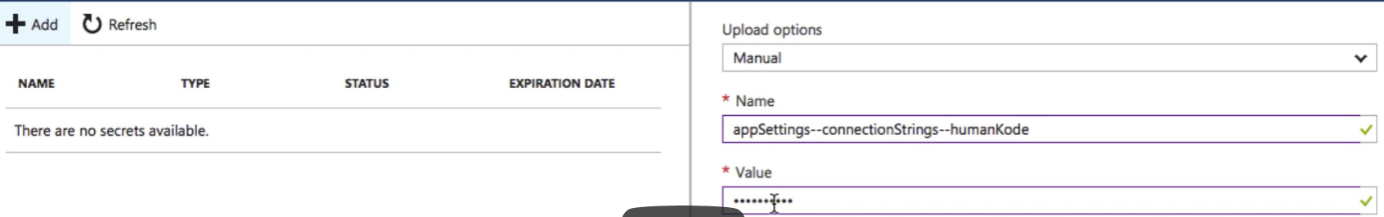 Add Refresh
NAME TYPE STATUS EXPIRATION DATE
There are no secrets available.
Upload options
Manual
* Name
appSettings--connectionStrings--humanKode
* Value
•••••••••••